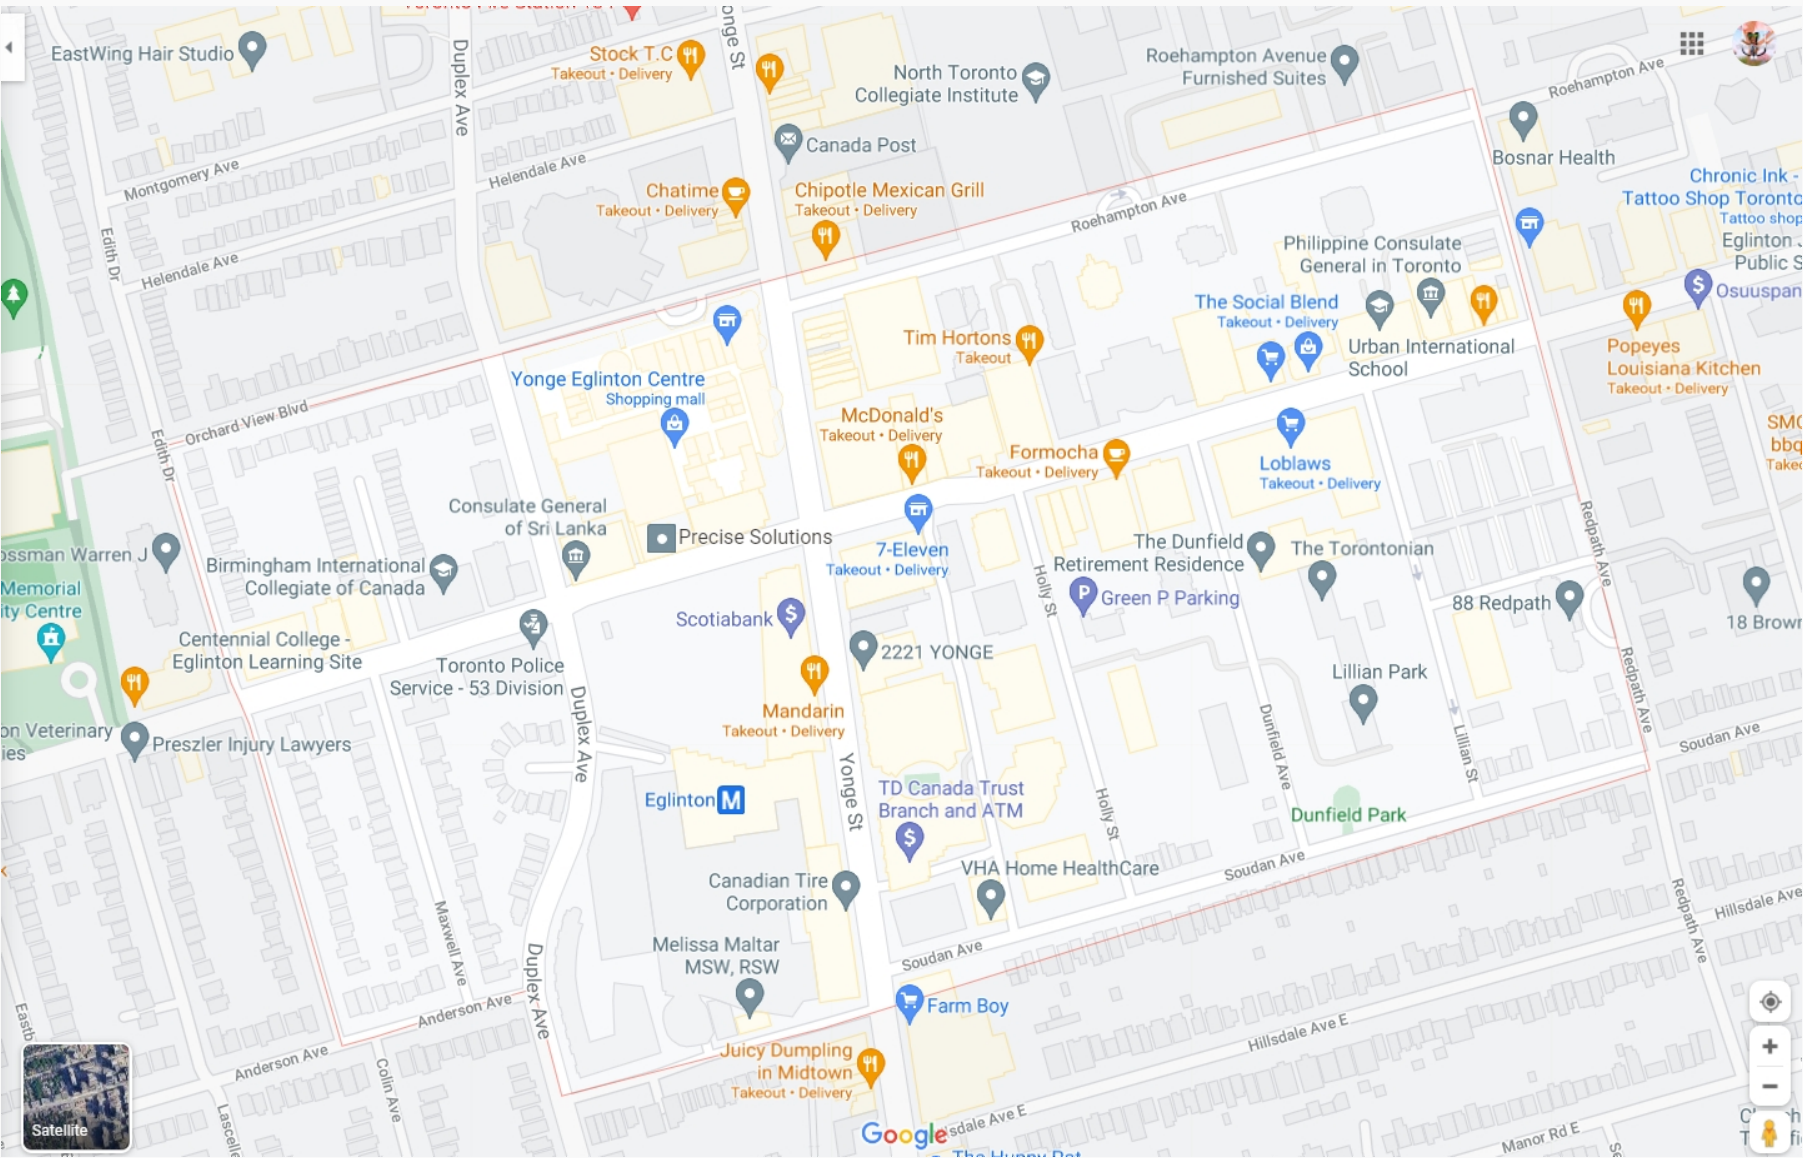 EastWing Hair Studio
Duplex Ave
Stock T.C
Takeout • Delivery
North Toronto
Collegiate Institute
Roehampton Avenue
Furnished Suites
Roehampton Ave
Canada Post
Bosnar Health
Montgomery Ave
Helendale Ave
Chatime
Takeout • Delivery
Chipotle Mexican Grill
Takeout • Delivery
Chronic Ink -
Tattoo Shop Toronto
Tattoo shop
Roehampton Ave
Edith Dr
Helendale Ave
Philippine Consulate
General in Toronto
Eglinton
Public S
Osuuspan
The Social Blend
Takeout • Delivery
Tim Hortons
Takeout
Urban International
School
Popeyes
Louisiana Kitchen
Takeout • Delivery
Yonge Eglinton Centre
Shopping mall
McDonald's
Takeout • Delivery
Orchard View Blvd
Edith Dr
SMO
bbq
Formocha
Takeout • Delivery
Loblaws
Takeout • Delivery
Consulate General
of Sri Lanka
Precise Solutions
7-Eleven
Takeout • Delivery
The Dunfield
Retirement Residence
The Torontonian
Redpath Ave
ossman Warren J
Birmingham International
Collegiate of Canada
Memorial
ity Centre
Holly St
P
Green P Parking
88 Redpath
18 Brown
Scotiabank
$
Centennial College -
Eglinton Learning Site
Toronto Police
Service - 53 Division
2221 YONGE
Lillian Park
Redpath Ave
Mandarin
Takeout • Delivery
Duplex Ave
Dunfield Ave
Lillian St
Soudan Ave
on Veterinary
ies
Preszler Injury Lawyers
Yonge St
Eglinton
M
TD Canada Trust
Branch and ATM
$
Holly St
Dunfield Park
VHA Home HealthCare
Soudan Ave
Canadian Tire
Corporation
Maxwell Ave
Redpath Ave
Hillsdale Ave
Melissa Maltar
MSW, RSW
Duplex Ave
Soudan Ave
Farm Boy
Anderson Ave
Hillsdale Ave E
Anderson Ave
Colin Ave
Juicy Dumpling
in Midtown
Takeout • Delivery
Satellite
Google
sdale Ave E
Manor Rd E